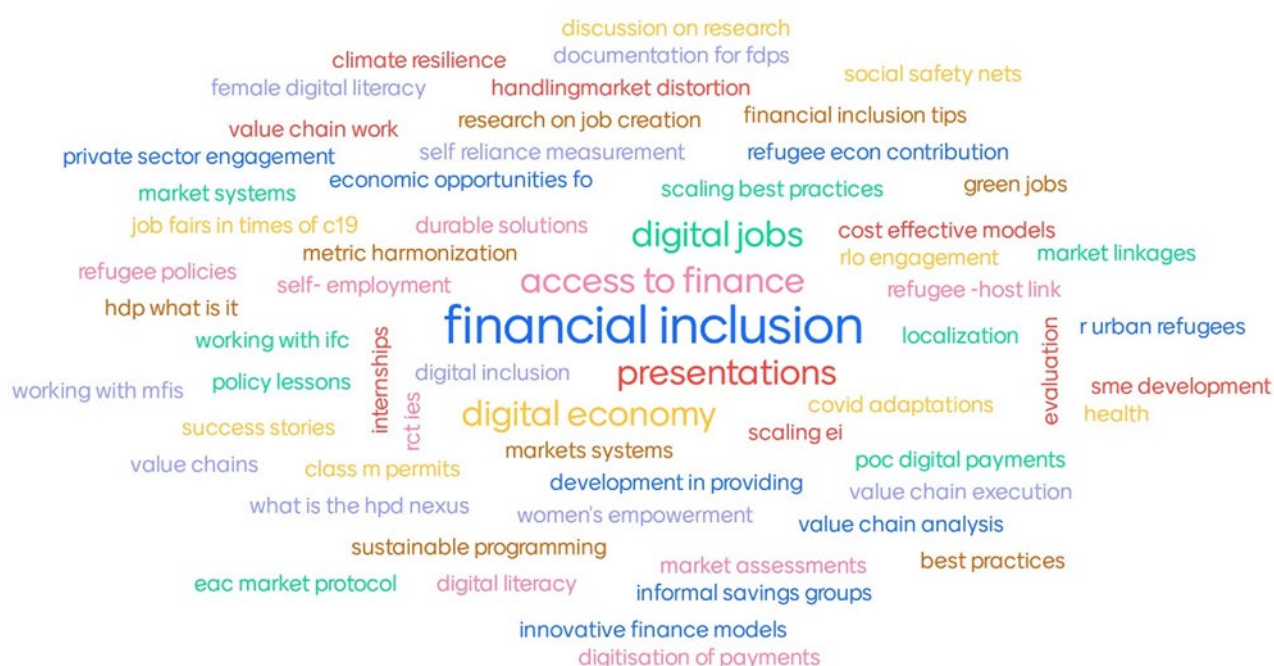 discussion on research
documentation for fdps
climate resilience
social safety nets
female digital literacy
handlingmarket distortion
financial inclusion tips
research on job creation
value chain work
private sector engagement
self reliance measurement
refugee econ contribution
economic opportunities fo
market systems
scaling best practices
green jobs
job fairs in times of c19
durable solutions
digital jobs
cost effective models
metric harmonization
rlo engagement
market linkages
refugee policies
self- employment
access to finance
refugee -host link
hdp what is it
financial inclusion
r urban refugees
working with ifc
internships
localization
evaluation
working with mfis
policy lessons
digital inclusion
presentations
sme development
rct ies
digital economy
covid adaptations
health
success stories
scaling ei
markets systems
value chains
class m permits
poc digital payments
development in providing
value chain execution
what is the hpd nexus
women's empowerment
value chain analysis
sustainable programming
market assessments
best practices
eac market protocol
digital literacy
informal savings groups
innovative finance models
digitisation of payments